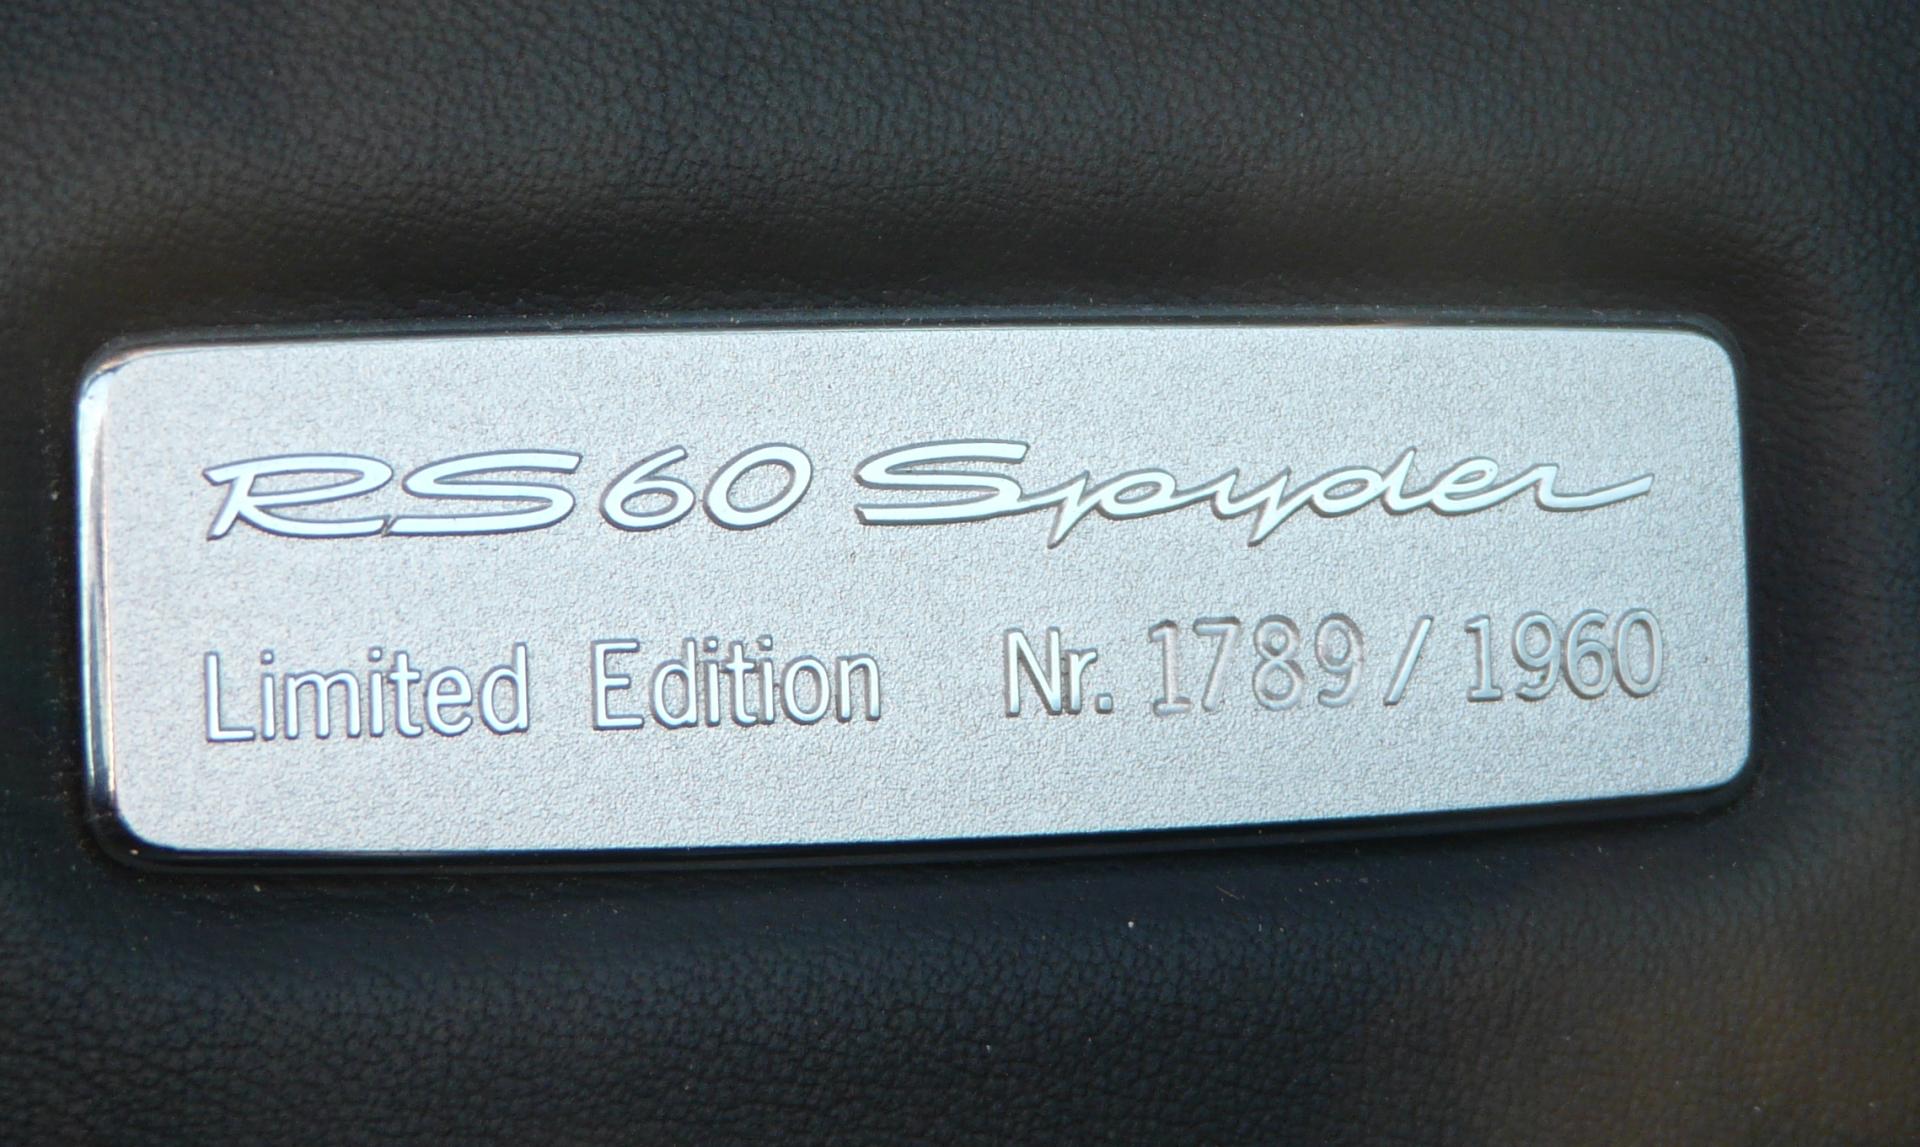 RS60 Spyder
Limited Edition Nr. 1789 / 1960